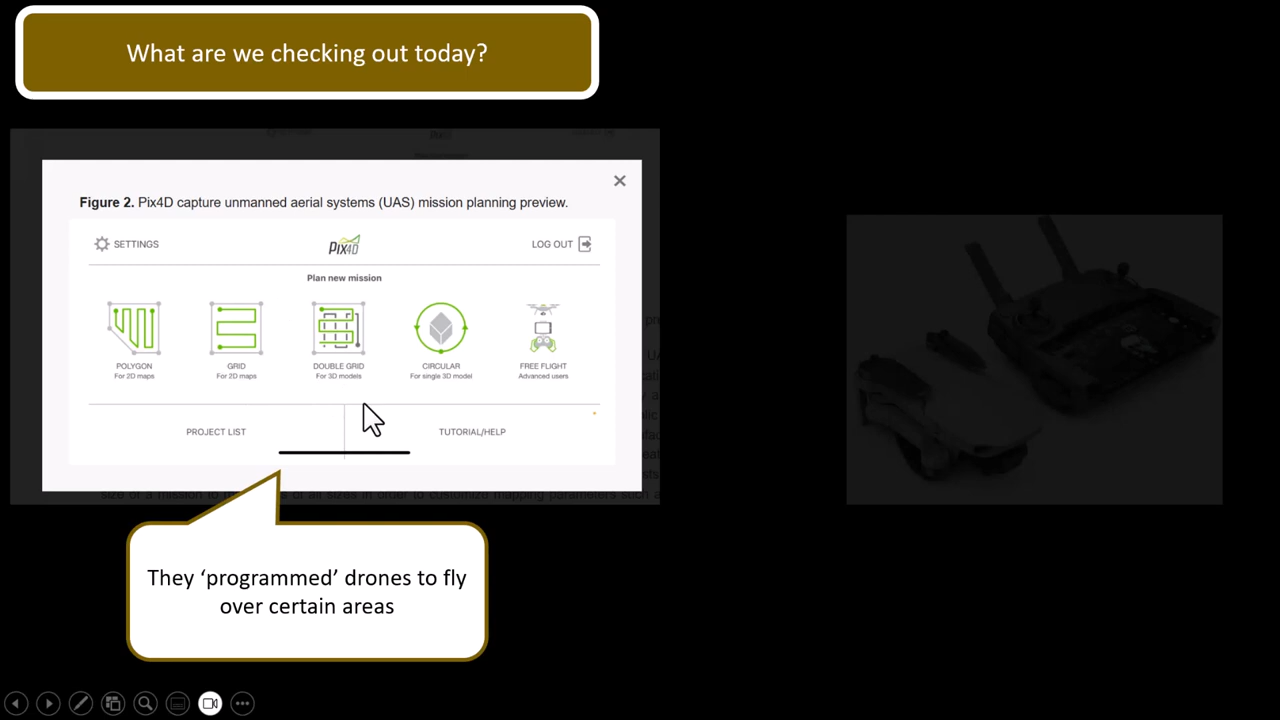 What are we checking out today?
Figure 2. Pix4D capture unmanned aerial systems (UAS) mission planning preview.
SETTINGS
PIX4D
LOG OUT
Plan new mission
POLYGON
For 2D maps
GRID
For 2D maps
DOUBLE GRID
For 3D models
CIRCULAR
For single 3D model
FREE FLIGHT
Advanced users
PROJECT LIST
TUTORIAL/HELP
They ‘programmed’ drones to fly
over certain areas